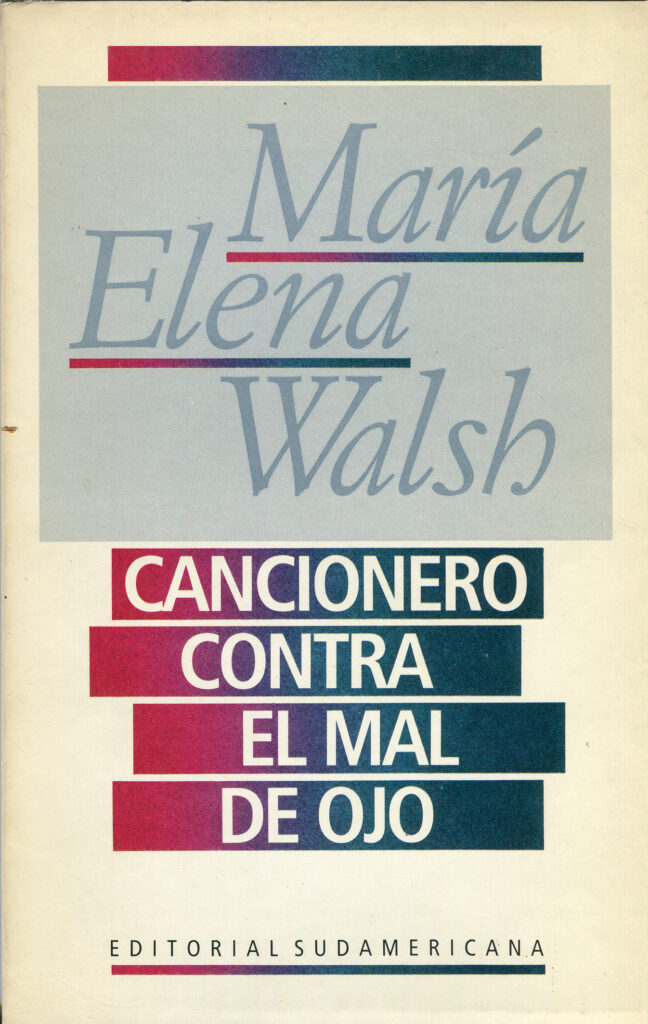 María
Elena
Walsh
CANCIONERO
CONTRA
EL MAL
DE OJO
EDITORIAL SUDAMERICANA